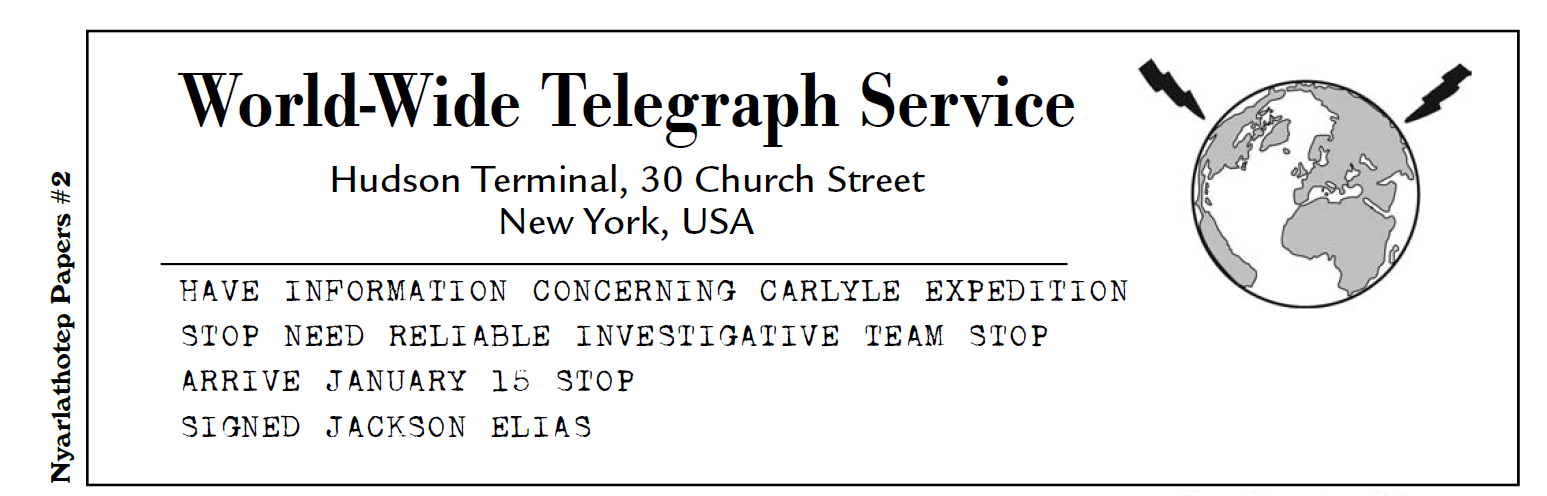 World-Wide Telegraph Service
Hudson Terminal, 30 Church Street
New York, USA
HAVE INFORMATION CONCERNING CARLYLE EXPEDITION
STOP NEED RELIABLE INVESTIGATIVE TEAM STOP
ARRIVE JANUARY 15 STOP
SIGNED JACKSON ELIAS
Nyarlathotep Papers #2